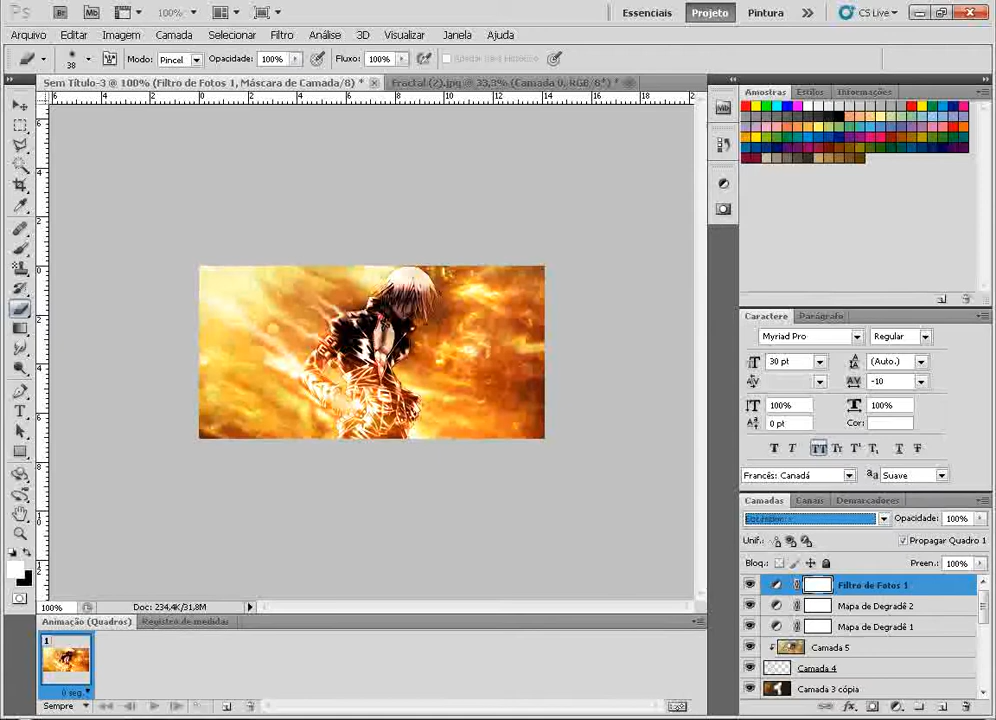 Ps Br Mb 100% Essenciais Projeto Pintura CS Live
Arquivo Editar Imagem Camada Selecionar Filtro Análise 3D Visualizar Janela Ajuda
38 Modo: Pincel Opacidade: 100% Fluxo: 100%
Sem Título-3 @ 100% (Filtro de Fotos 1, Máscara de Camada/8) * fractal (2).jpg @ 33,3% (Camada 0, RGB/8*) *
Amostras Estilos Informações
Caractere Parágrafo
Myriad Pro Regular
30 pt (Auto.)
-10
100% 100%
0 pt Cor:
Francês: Canadá Suave
Camadas Canais Demarcadores
Opacidade: 100%
Unif.: Propagar Quadro 1
Bloq.: Preen.: 100%
Filtro de Fotos 1
Mapa de Degradê 2
Mapa de Degradê 1
Camada 5
Camada 4
Camada 3 cópia
100% Doc: 234,4K/31,8M
Animação (Quadros) Registro de medidas
1
0 seg.
Sempre